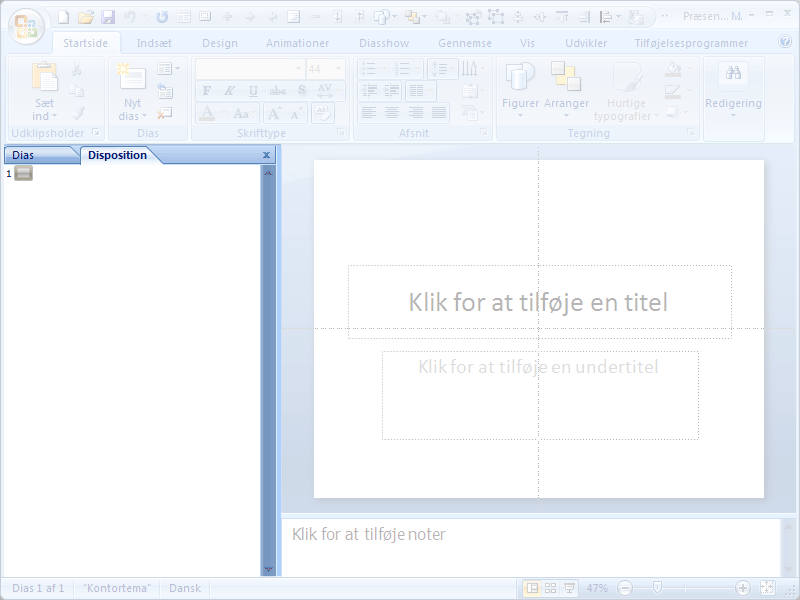 Præsen... M.
Startside Indsæt Design Animationer Diasshow Gennemse Vis Udvikler Tilføjelsesprogrammer
44
Sæt ind
Nyt dias
F K U abc S AV
A Aa A A
Figurer Arranger Hurtige typografier
Redigering
Udklipsholder Dias Skrifttype Afsnit Tegning
Dias Disposition x
1
Klik for at tilføje en titel
Klik for at tilføje en undertitel
Klik for at tilføje noter
Dias 1 af 1 "Kontortema" Dansk 47%